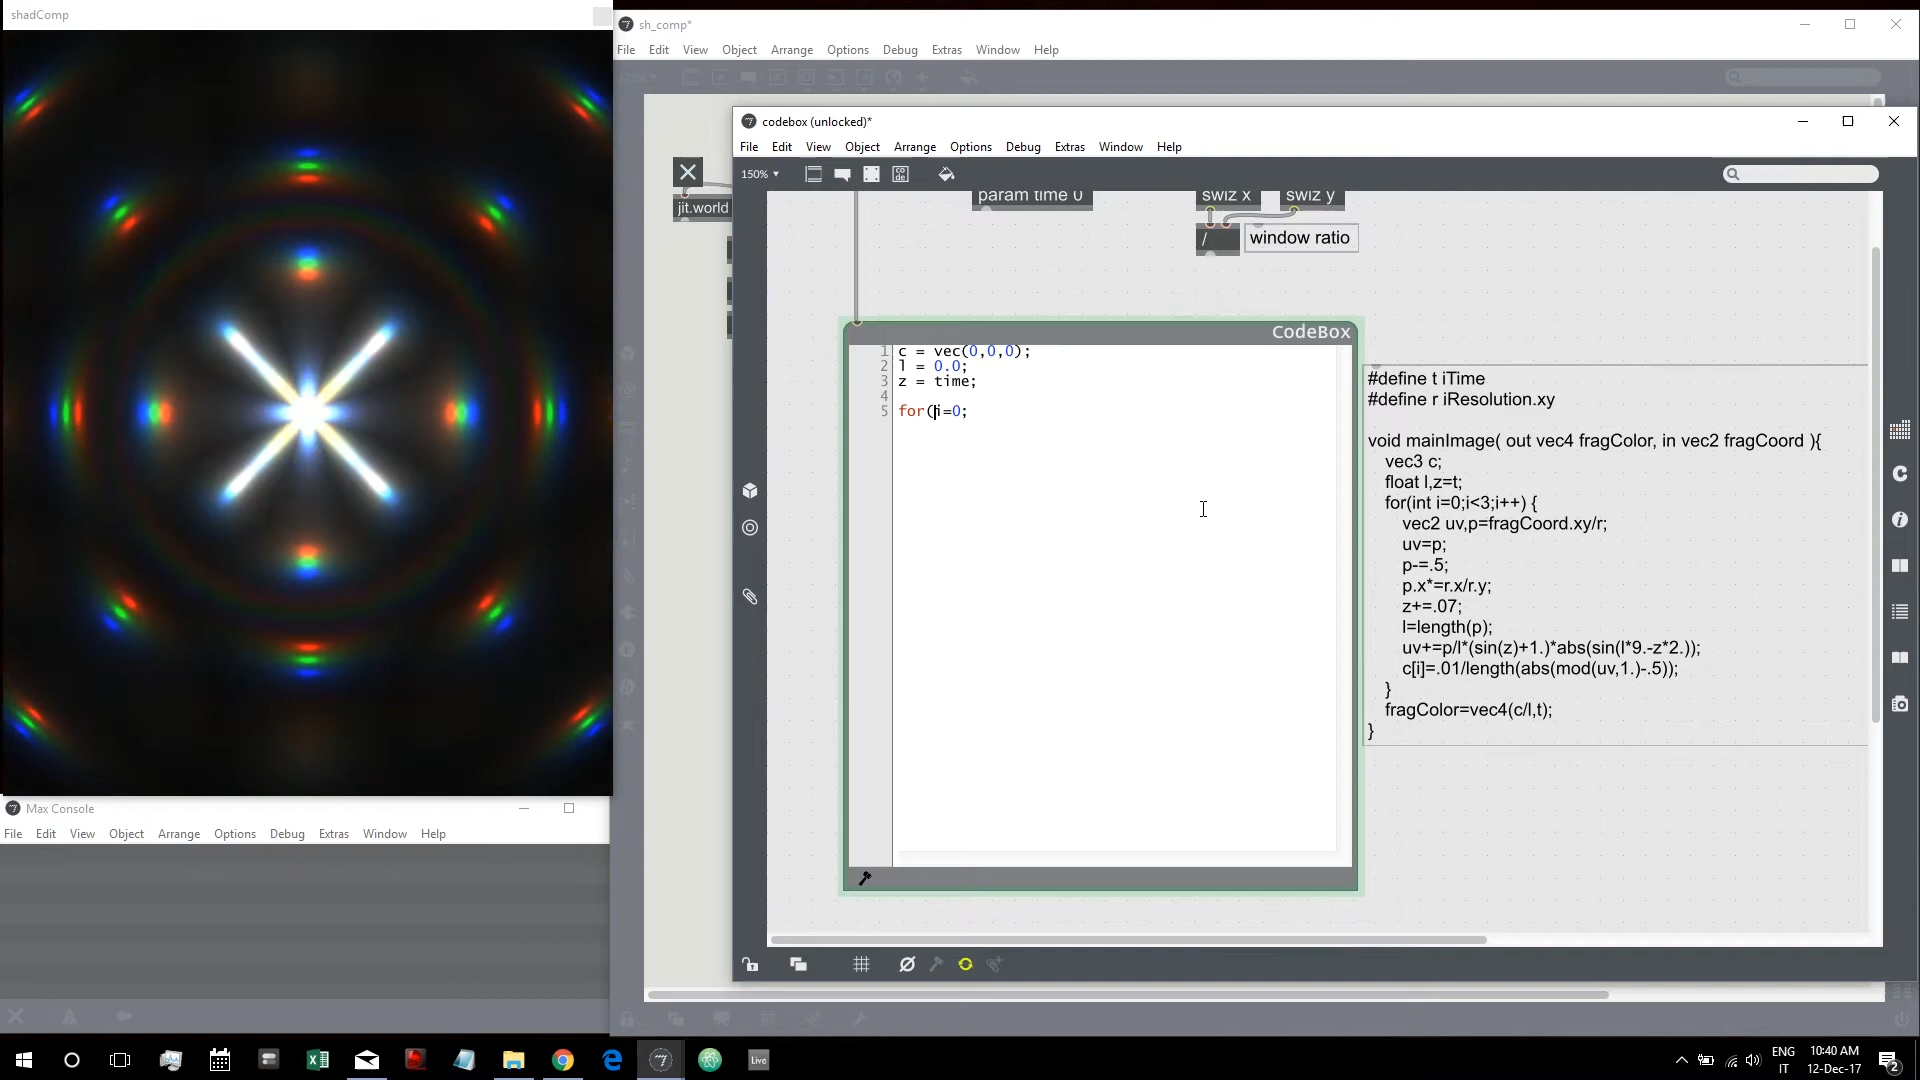 shadComp
sh_comp*
File Edit View Object Arrange Options Debug Extras Window Help
codebox (unlocked)*
File Edit View Object Arrange Options Debug Extras Window Help
150%
jit.world
param time 0
swiz x
swiz y
/
window ratio
CodeBox
1 c = vec(0,0,0);
2 l = 0.0;
3 z = time;
4
5 for(i=0;
#define t iTime
#define r iResolution.xy
void mainImage( out vec4 fragColor, in vec2 fragCoord ){
vec3 c;
float l,z=t;
for(int i=0;i<3;i++) {
vec2 uv,p=fragCoord.xy/r;
uv=p;
p-=.5;
p.x*=r.x/r.y;
z+=.07;
l=length(p);
uv+=p/l*(sin(z)+1.)*abs(sin(l*9.-z*2.));
c[i]=.01/length(abs(mod(uv,1.)-.5));
}
fragColor=vec4(c/l,t);
}
Max Console
File Edit View Object Arrange Options Debug Extras Window Help
Live
ENG
IT
10:40 AM
12-Dec-17
2